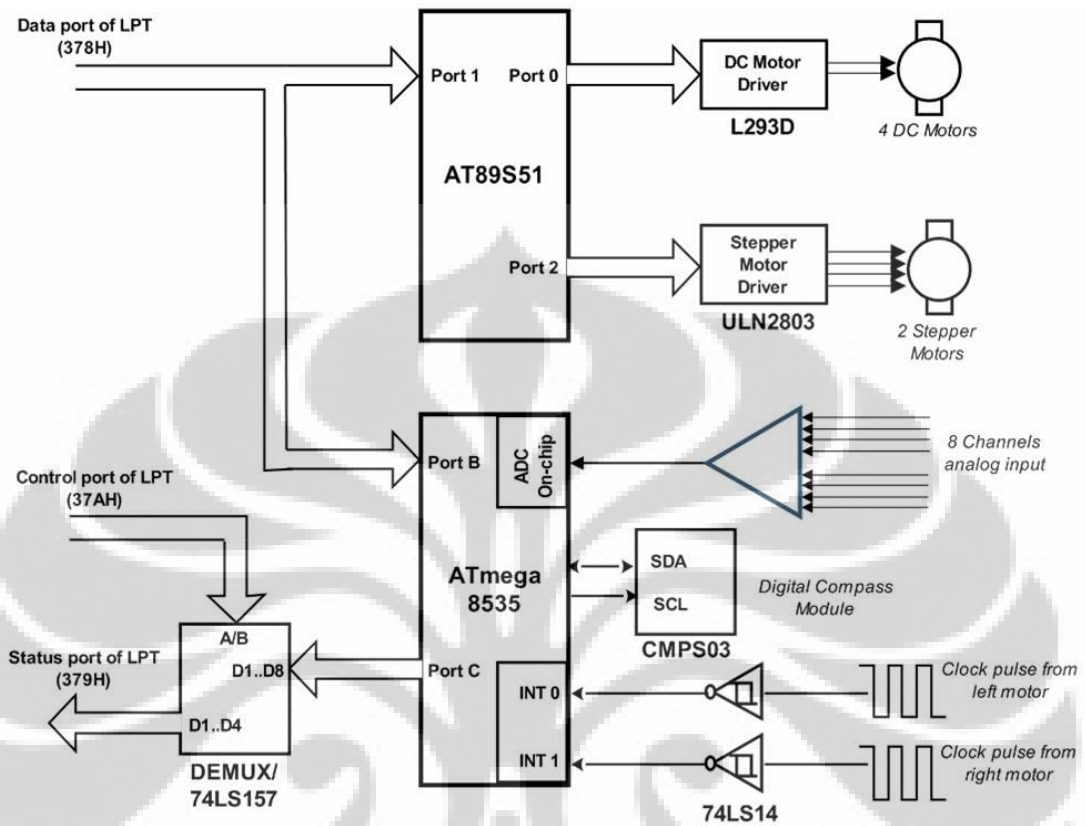 Data port of LPT
(378H)
Port 1
Port 0
AT89S51
Port 2
DC Motor
Driver
L293D
4 DC Motors
Stepper
Motor
Driver
ULN2803
2 Stepper
Motors
Control port of LPT
(37AH)
Port B
ADC
On-chip
8 Channels
analog input
ATmega
8535
SDA
SCL
CMPS03
Digital Compass
Module
A/B
D1..D8
D1..D4
Status port of LPT
(379H)
DEMUX/
74LS157
Port C
INT 0
INT 1
Clock pulse from
left motor
Clock pulse from
right motor
74LS14